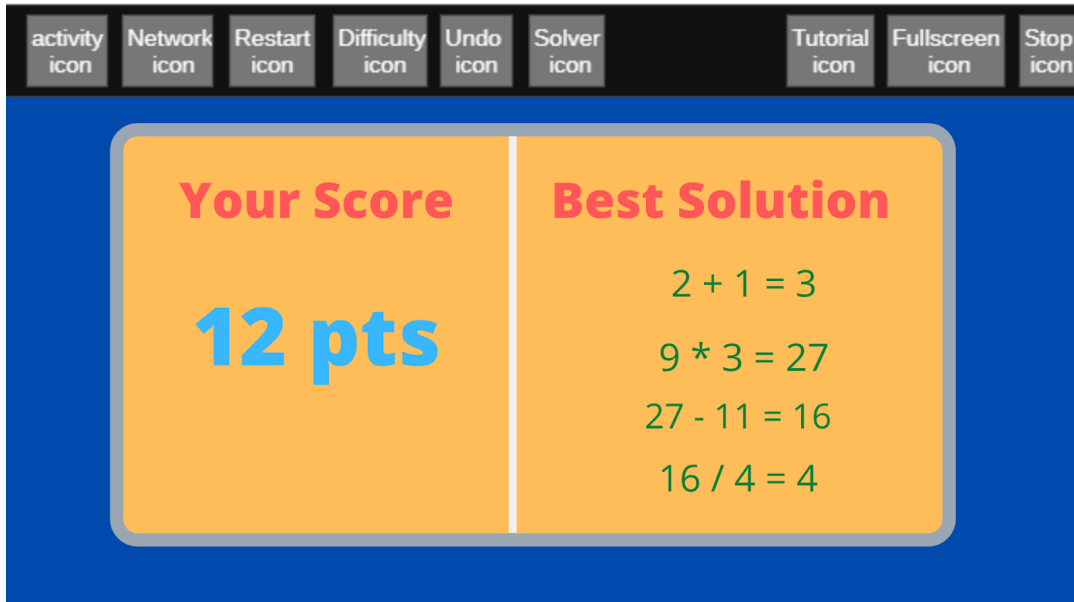 activity icon
Network icon
Restart icon
Difficulty icon
Undo icon
Solver icon
Tutorial icon
Fullscreen icon
Stop icon
Your Score
12 pts
Best Solution
2 + 1 = 3
9 * 3 = 27
27 - 11 = 16
16 / 4 = 4